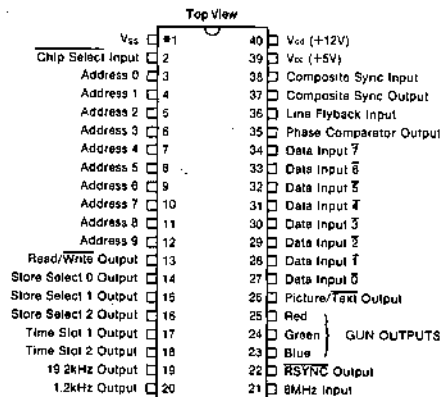 Top View
Vss #1
Chip Select Input 2
Address 0 3
Address 1 4
Address 2 5
Address 3 6
Address 4 7
Address 5 8
Address 6 9
Address 7 10
Address 8 11
Address 9 12
Read/Write Output 13
Store Select 0 Output 14
Store Select 1 Output 15
Store Select 2 Output 16
Time Slot 1 Output 17
Time Slot 2 Output 18
19 2kHz Output 19
1.2kHz Output 20
40 Vdd (+12V)
39 Vcc (+5V)
38 Composite Sync Input
37 Composite Sync Output
36 Line Flyback Input
35 Phase Comparator Output
34 Data Input 7
33 Data Input 6
32 Data Input 5
31 Data Input 4
30 Data Input 3
29 Data Input 2
28 Data Input 1
27 Data Input 0
26 Picture/Text Output
25 Red
24 Green
23 Blue
GUN OUTPUTS
22 RSYNC Output
21 6MHz Input